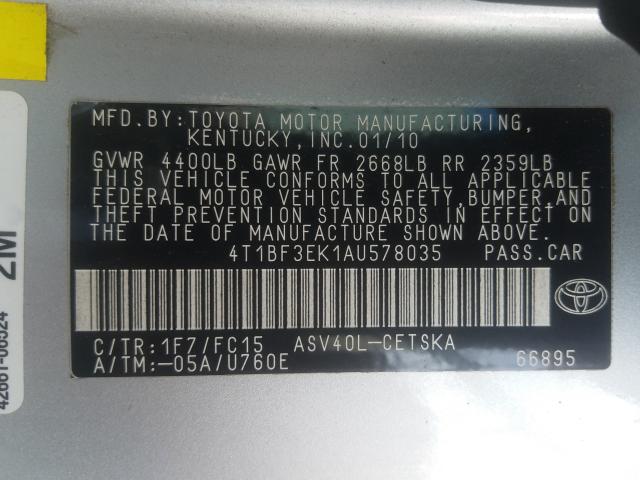 MFD.BY:TOYOTA MOTOR MANUFACTURING,
KENTUCKY,INC.01/10
GVWR 4400LB GAWR FR 2668LB RR 2359LB
THIS VEHICLE CONFORMS TO ALL APPLICABLE
FEDERAL MOTOR VEHICLE SAFETY,BUMPER,AND
THEFT PREVENTION STANDARDS IN EFFECT ON
THE DATE OF MANUFACTURE SHOWN ABOVE.
4T1BF3EK1AU578035 PASS.CAR
C/TR:1F7/FC15 ASV40L-CETSKA
A/TM:-05A/U760E 66895
2M